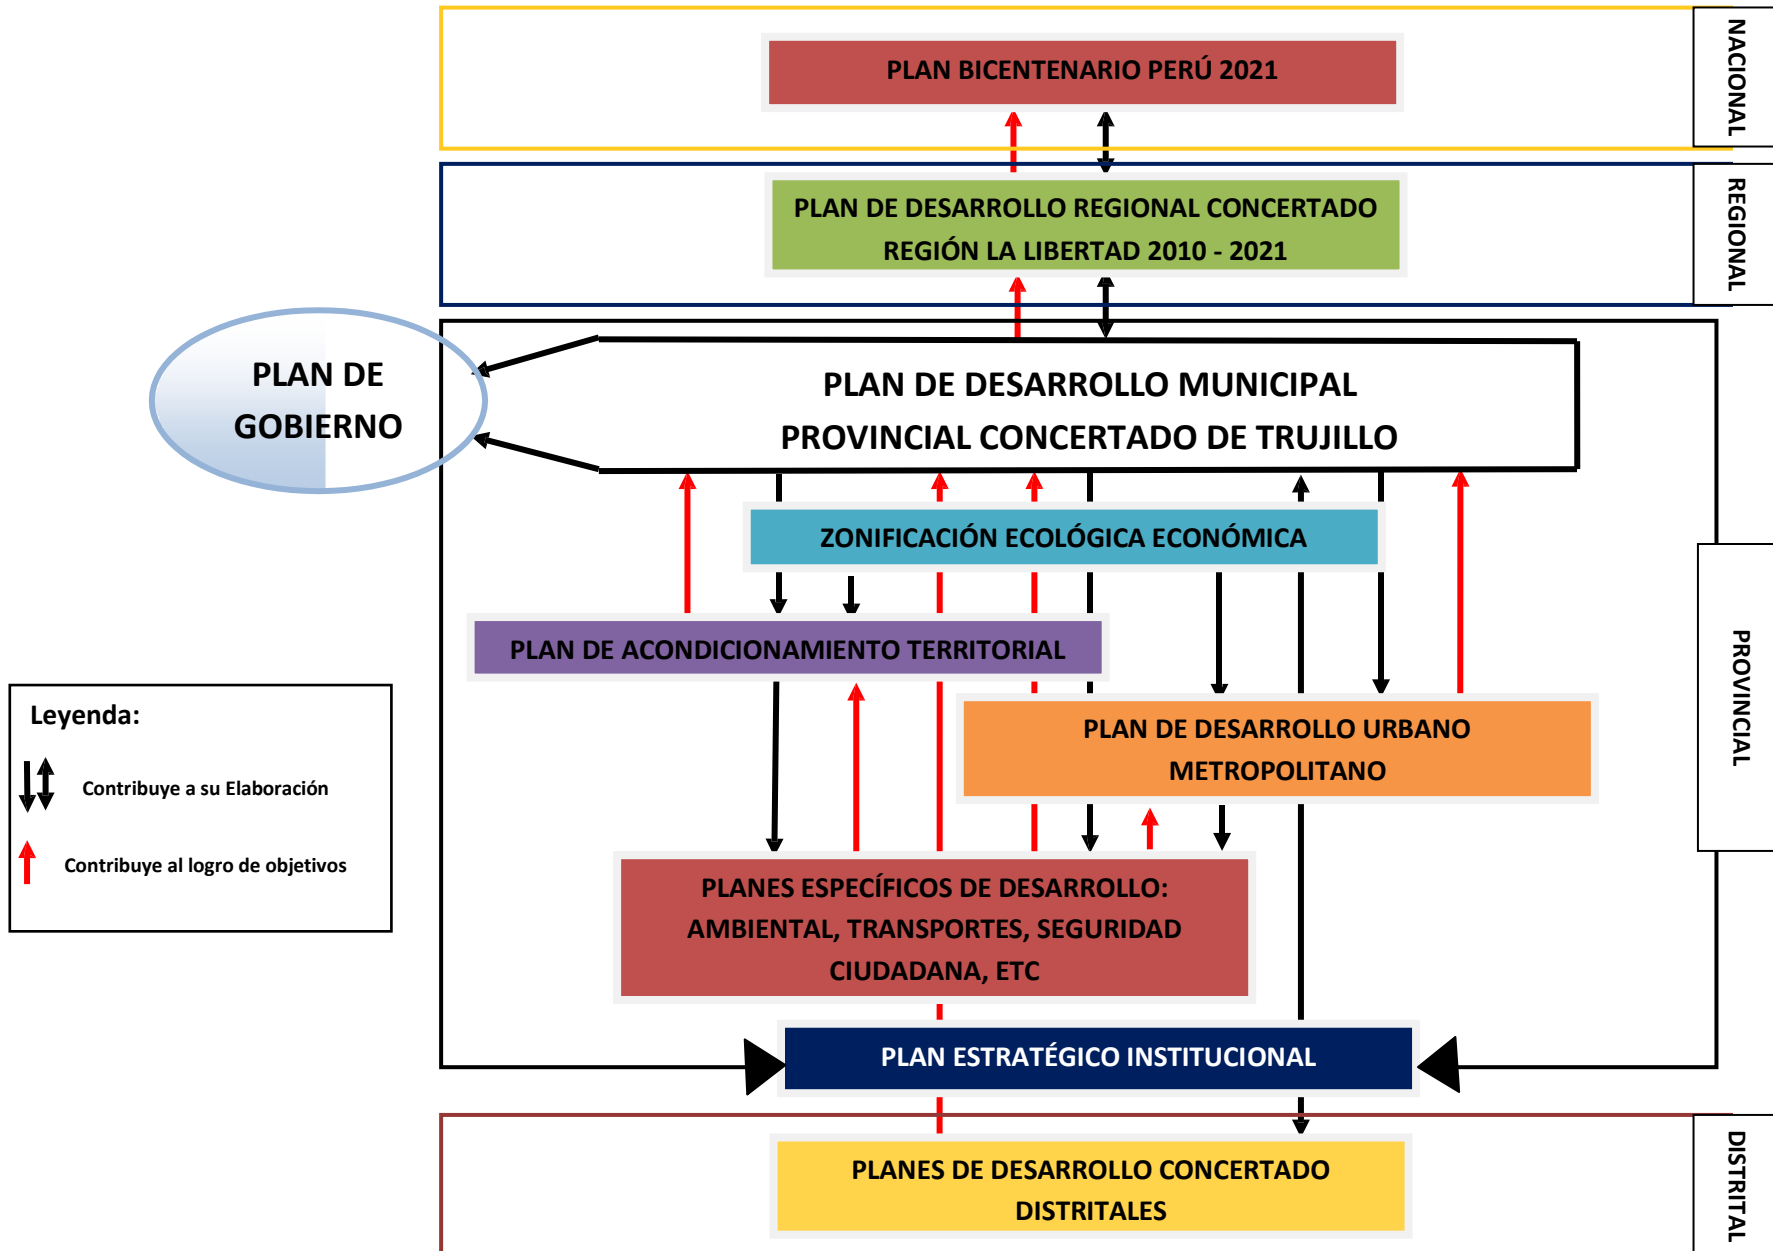 NACIONAL
PLAN BICENTENARIO PERÚ 2021
REGIONAL
PLAN DE DESARROLLO REGIONAL CONCERTADO
REGIÓN LA LIBERTAD 2010 - 2021
PLAN DE
GOBIERNO
PLAN DE DESARROLLO MUNICIPAL
PROVINCIAL CONCERTADO DE TRUJILLO
ZONIFICACIÓN ECOLÓGICA ECONÓMICA
PLAN DE ACONDICIONAMIENTO TERRITORIAL
PROVINCIAL
PLAN DE DESARROLLO URBANO
METROPOLITANO
Leyenda:
Contribuye a su Elaboración
Contribuye al logro de objetivos
PLANES ESPECÍFICOS DE DESARROLLO:
AMBIENTAL, TRANSPORTES, SEGURIDAD
CIUDADANA, ETC
PLAN ESTRATÉGICO INSTITUCIONAL
DISTRITAL
PLANES DE DESARROLLO CONCERTADO
DISTRITALES